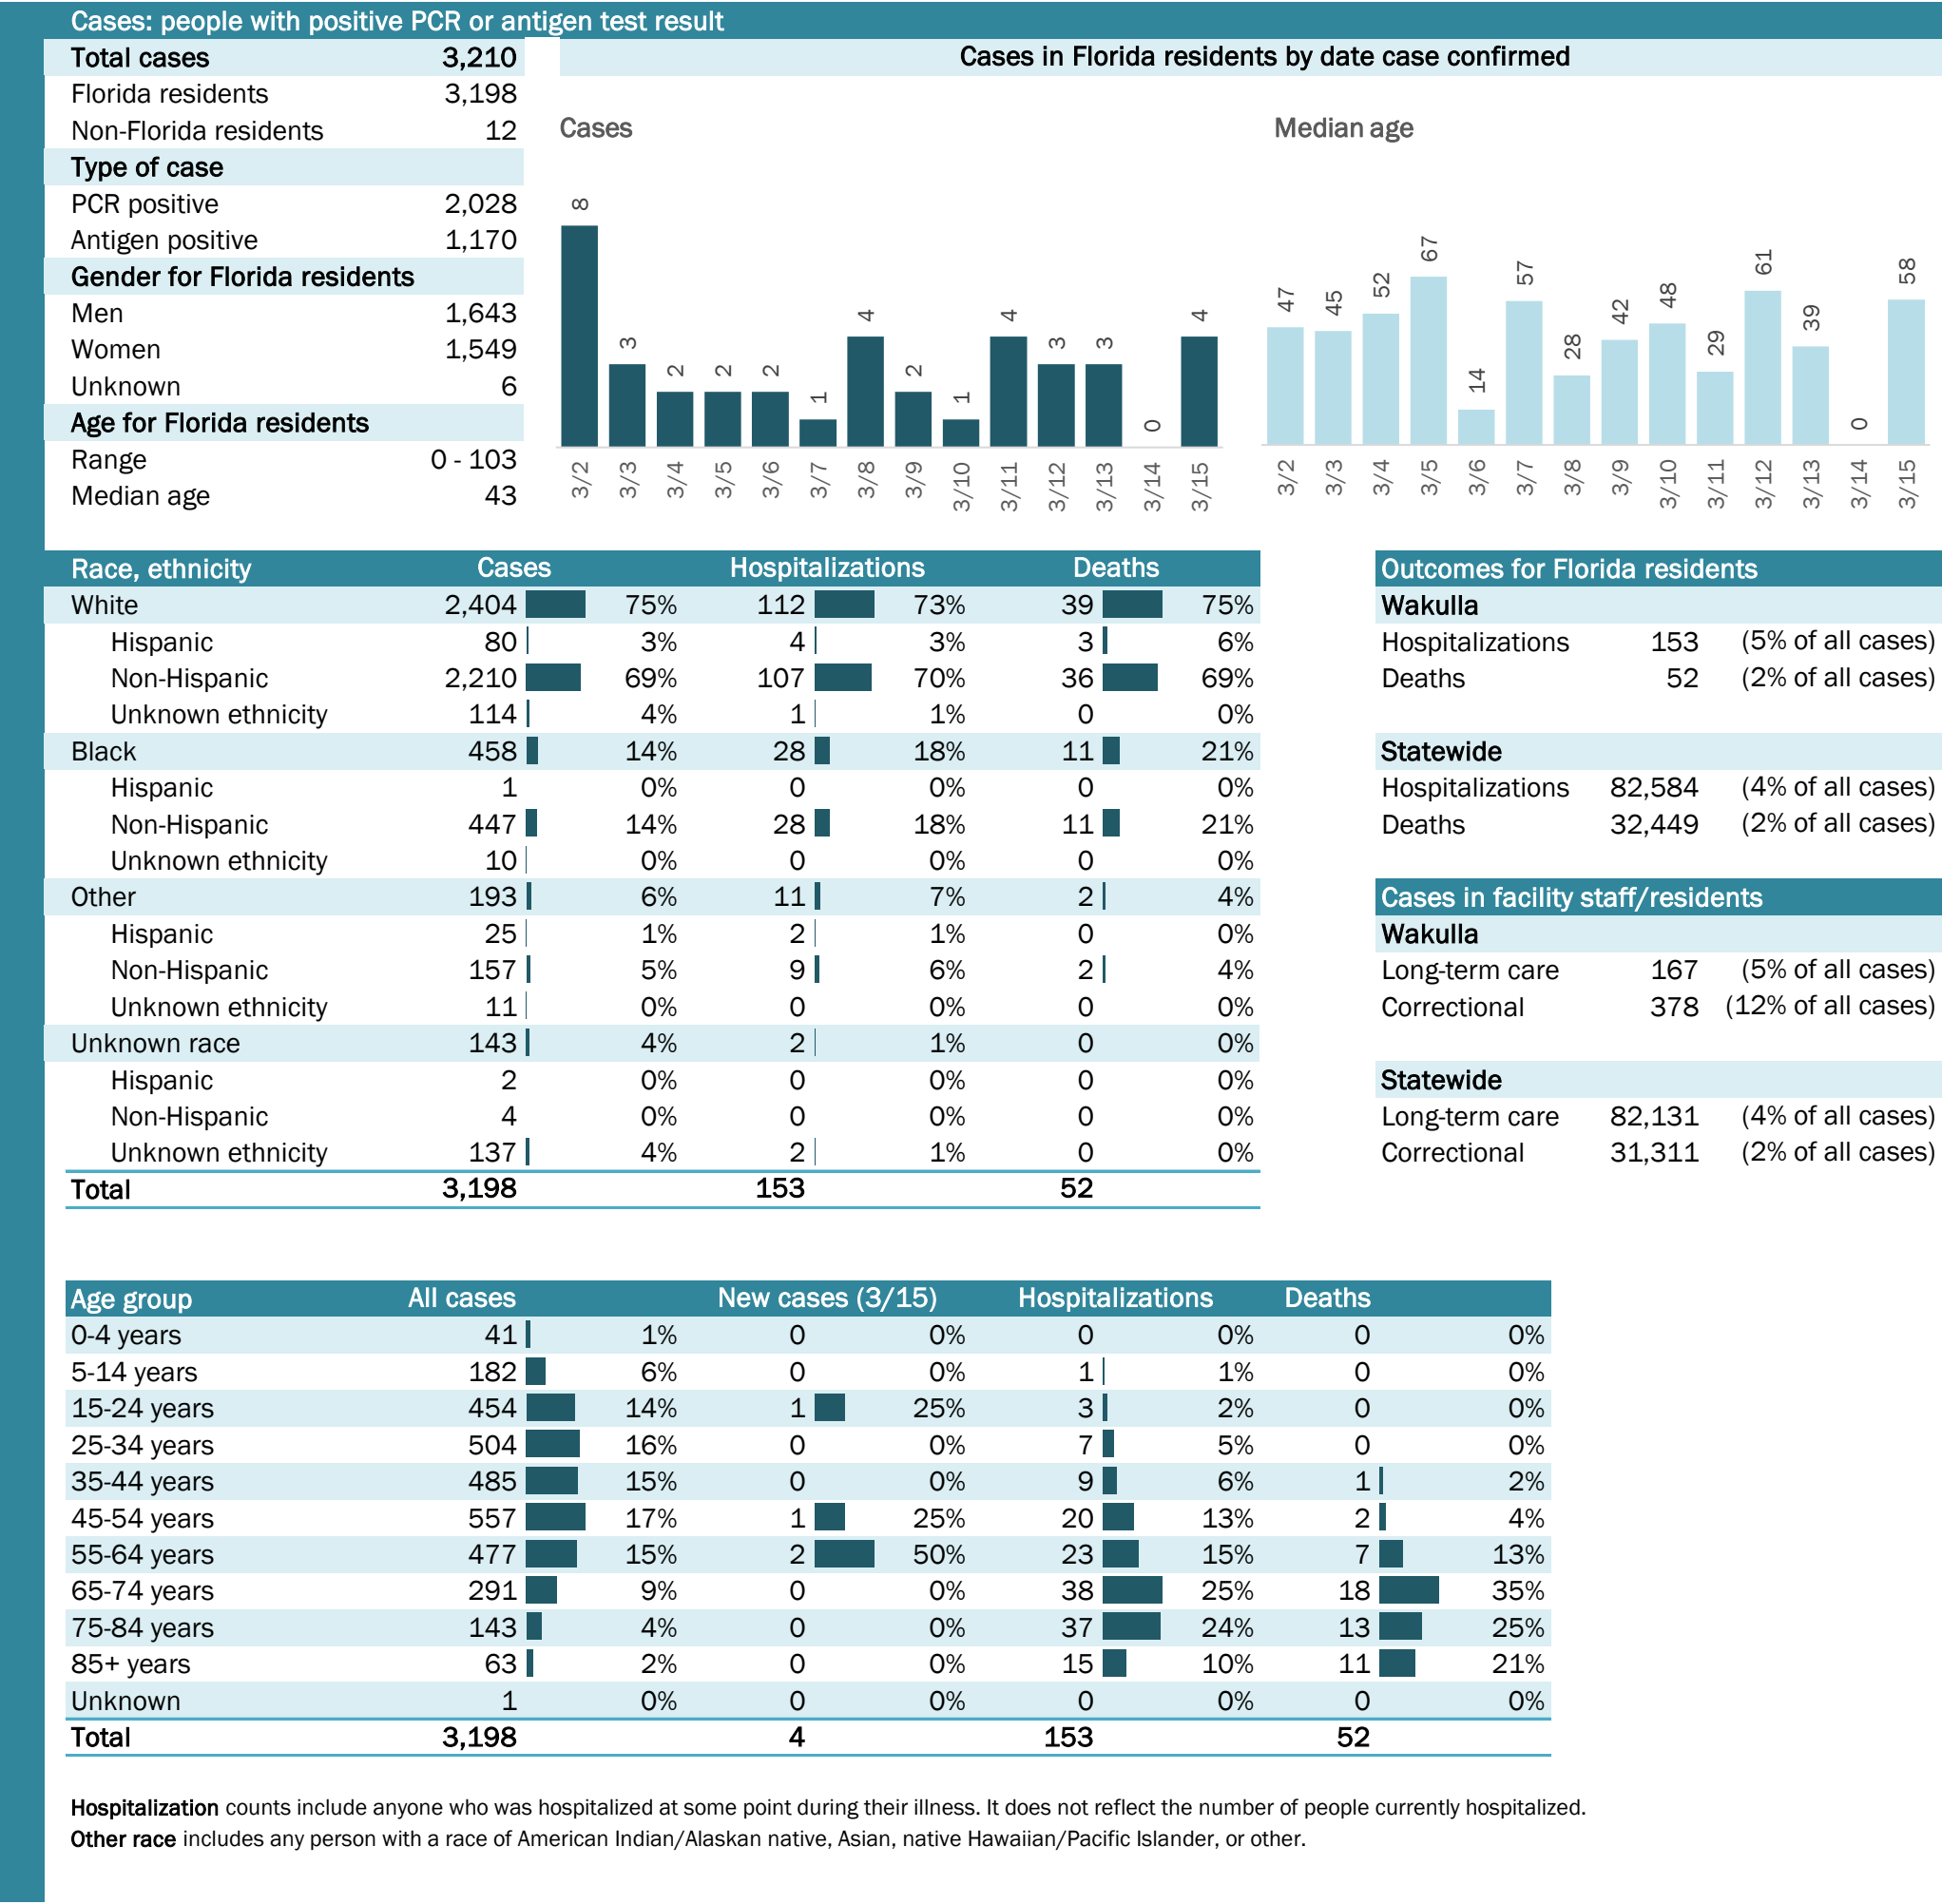 Cases: people with positive PCR or antigen test result
Total cases 3,210
Florida residents 3,198
Non-Florida residents 12
Type of case
PCR positive 2,028
Antigen positive 1,170
Gender for Florida residents
Men 1,643
Women 1,549
Unknown 6
Age for Florida residents
Range 0 - 103
Median age 43
Cases in Florida residents by date case confirmed
Cases
8 3 2 2 2 1 4 2 1 4 3 3 0 4
3/2 3/3 3/4 3/5 3/6 3/7 3/8 3/9 3/10 3/11 3/12 3/13 3/14 3/15
Median age
47 45 52 67 14 57 28 42 48 29 61 39 0 58
3/2 3/3 3/4 3/5 3/6 3/7 3/8 3/9 3/10 3/11 3/12 3/13 3/14 3/15
Race, ethnicity Cases Hospitalizations Deaths
White 2,404 75% 112 73% 39 75%
Hispanic 80 3% 4 3% 3 6%
Non-Hispanic 2,210 69% 107 70% 36 69%
Unknown ethnicity 114 4% 1 1% 0 0%
Black 458 14% 28 18% 11 21%
Hispanic 1 0% 0 0% 0 0%
Non-Hispanic 447 14% 28 18% 11 21%
Unknown ethnicity 10 0% 0 0% 0 0%
Other 193 6% 11 7% 2 4%
Hispanic 25 1% 2 1% 0 0%
Non-Hispanic 157 5% 9 6% 2 4%
Unknown ethnicity 11 0% 0 0% 0 0%
Unknown race 143 4% 2 1% 0 0%
Hispanic 2 0% 0 0% 0 0%
Non-Hispanic 4 0% 0 0% 0 0%
Unknown ethnicity 137 4% 2 1% 0 0%
Total 3,198 153 52
Outcomes for Florida residents
Wakulla
Hospitalizations 153 (5% of all cases)
Deaths 52 (2% of all cases)
Statewide
Hospitalizations 82,584 (4% of all cases)
Deaths 32,449 (2% of all cases)
Cases in facility staff/residents
Wakulla
Long-term care 167 (5% of all cases)
Correctional 378 (12% of all cases)
Statewide
Long-term care 82,131 (4% of all cases)
Correctional 31,311 (2% of all cases)
Age group All cases New cases (3/15) Hospitalizations Deaths
0-4 years 41 1% 0 0% 0 0% 0 0%
5-14 years 182 6% 0 0% 1 1% 0 0%
15-24 years 454 14% 1 25% 3 2% 0 0%
25-34 years 504 16% 0 0% 7 5% 0 0%
35-44 years 485 15% 0 0% 9 6% 1 2%
45-54 years 557 17% 1 25% 20 13% 2 4%
55-64 years 477 15% 2 50% 23 15% 7 13%
65-74 years 291 9% 0 0% 38 25% 18 35%
75-84 years 143 4% 0 0% 37 24% 13 25%
85+ years 63 2% 0 0% 15 10% 11 21%
Unknown 1 0% 0 0% 0 0% 0 0%
Total 3,198 4 153 52
Hospitalization counts include anyone who was hospitalized at some point during their illness. It does not reflect the number of people currently hospitalized.
Other race includes any person with a race of American Indian/Alaskan native, Asian, native Hawaiian/Pacific Islander, or other.